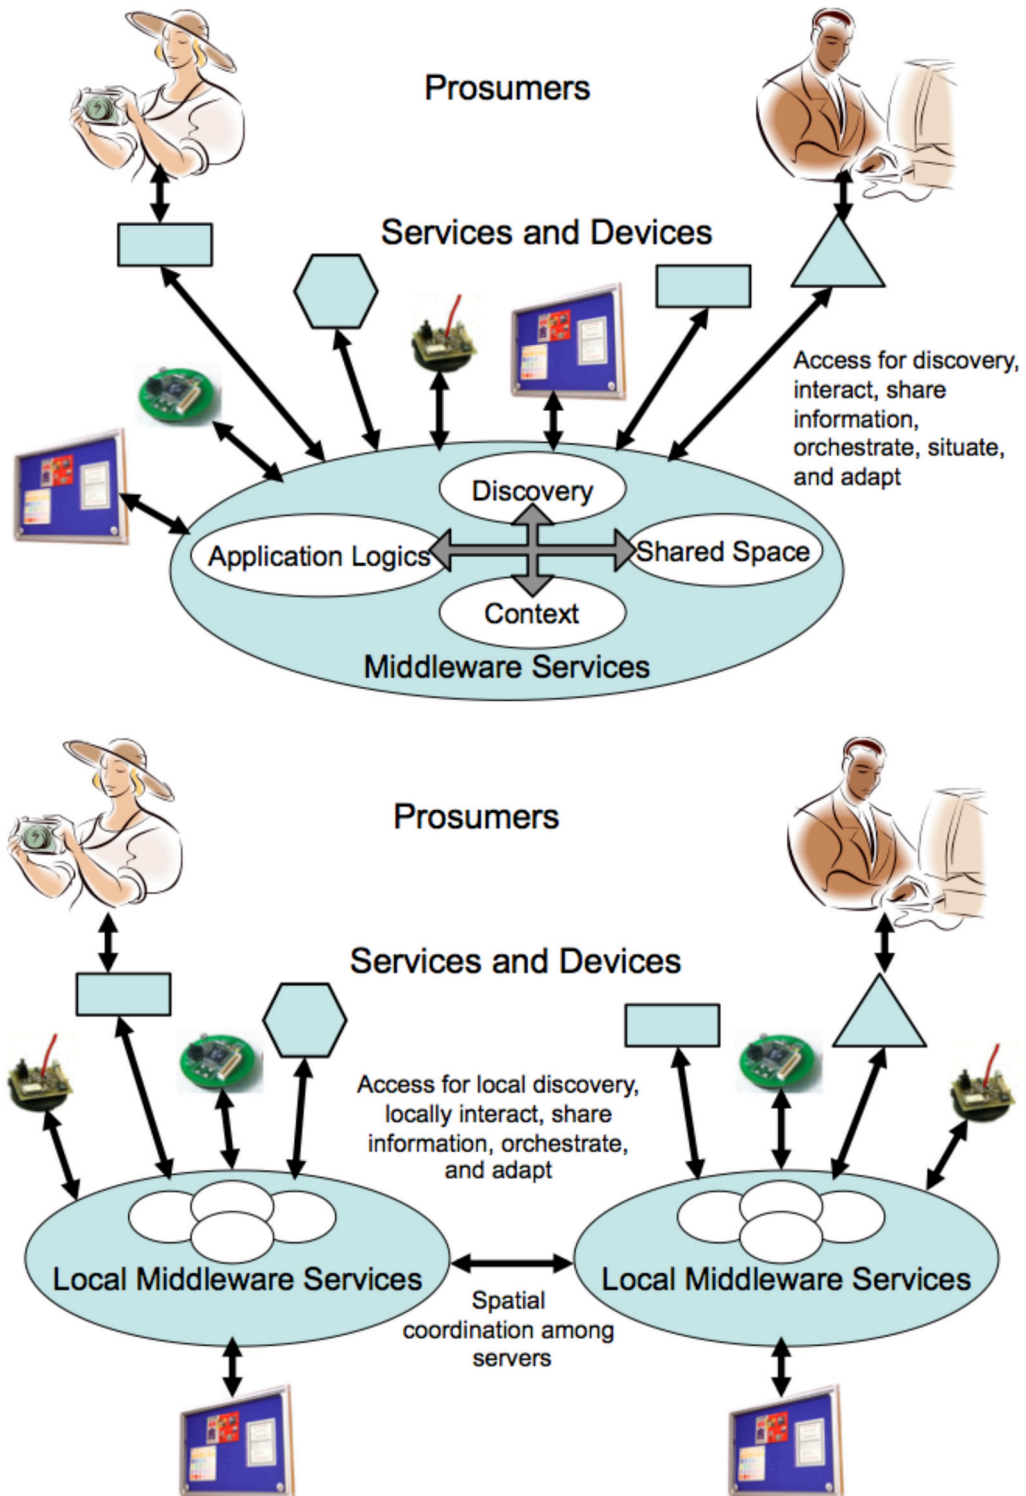 Prosumers
Services and Devices
Access for discovery,
interact, share
information,
orchestrate, situate,
and adapt
Discovery
Application Logics
Shared Space
Context
Middleware Services
Prosumers
Services and Devices
Access for local discovery,
locally interact, share
information, orchestrate,
and adapt
Local Middleware Services
Local Middleware Services
Spatial
coordination among
servers